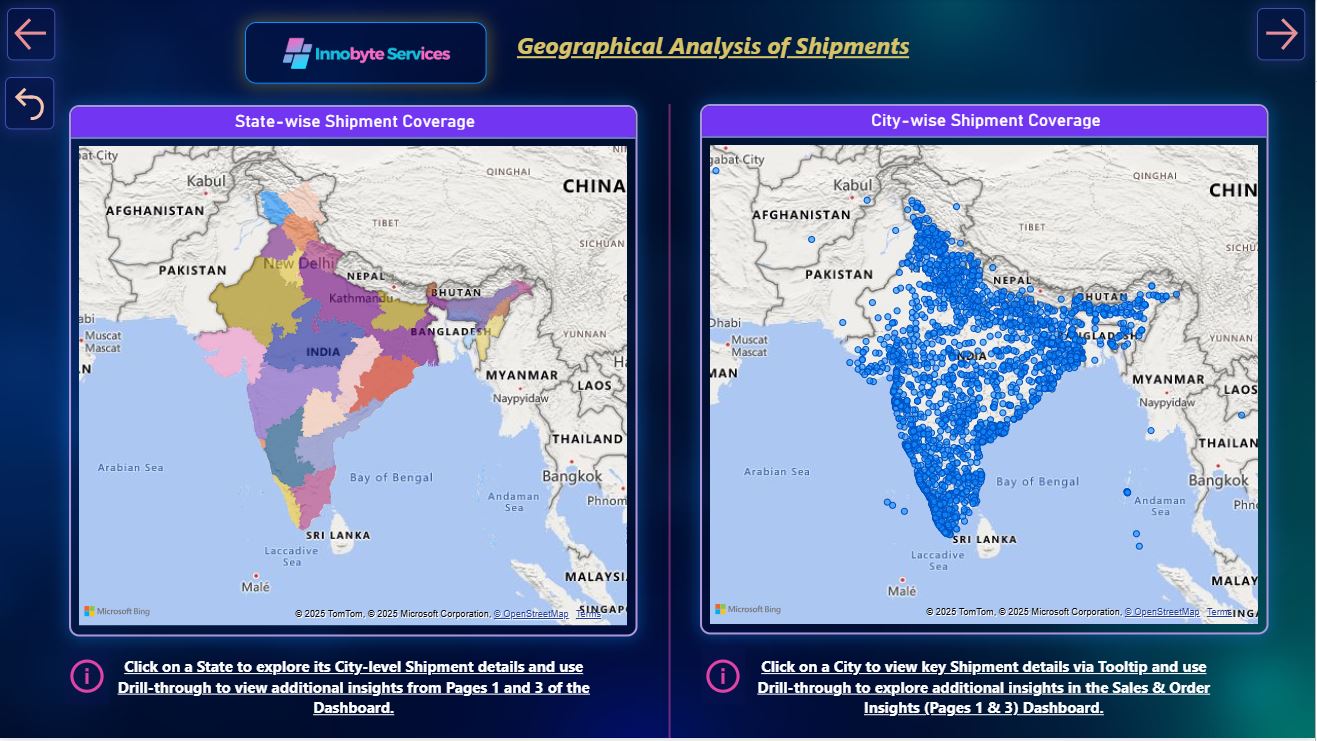 Innobyte Services
Geographical Analysis of Shipments
State-wise Shipment Coverage
bat City
Kabul
AFGHANISTAN
QINGHAI
CHINA
TIBET
SICHUAN
PAKISTAN
New Delhi
NEPAL
Kathmandu
BHUTAN
BANGLADESH
YUNNAN
abi
Muscat
Mascat
INDIA
MYANMAR
LAOS
Naypyidaw
THAILAND
Arabian Sea
Bay of Bengal
Bangkok
Andaman
Sea
Phnom
SRI LANKA
Laccadive
Sea
Malé
MALAYSI
SINGAP
Microsoft Bing
© 2025 TomTom, © 2025 Microsoft Corporation, © OpenStreetMap Terms
City-wise Shipment Coverage
gabat City
Kabul
AFGHANISTAN
QINGHAI
CHIN
TIBET
SICHU
PAKISTAN
NEPAL
BHUTAN
NGLADESH
YUNNAN
Dhabi
Muscat
Mascat
MAN
MYANMAR
LAOS
Naypyidaw
THAILAN
Arabian Sea
Bay of Bengal
Bangkok
Andaman
Sea
SRI LANKA
Laccadive
Sea
Malé
MALAY
Microsoft Bing
© 2025 TomTom, © 2025 Microsoft Corporation, © OpenStreetMap Terms
Click on a State to explore its City-level Shipment details and use
Drill-through to view additional insights from Pages 1 and 3 of the
Dashboard.
Click on a City to view key Shipment details via Tooltip and use
Drill-through to explore additional insights in the Sales & Order
Insights (Pages 1 & 3) Dashboard.